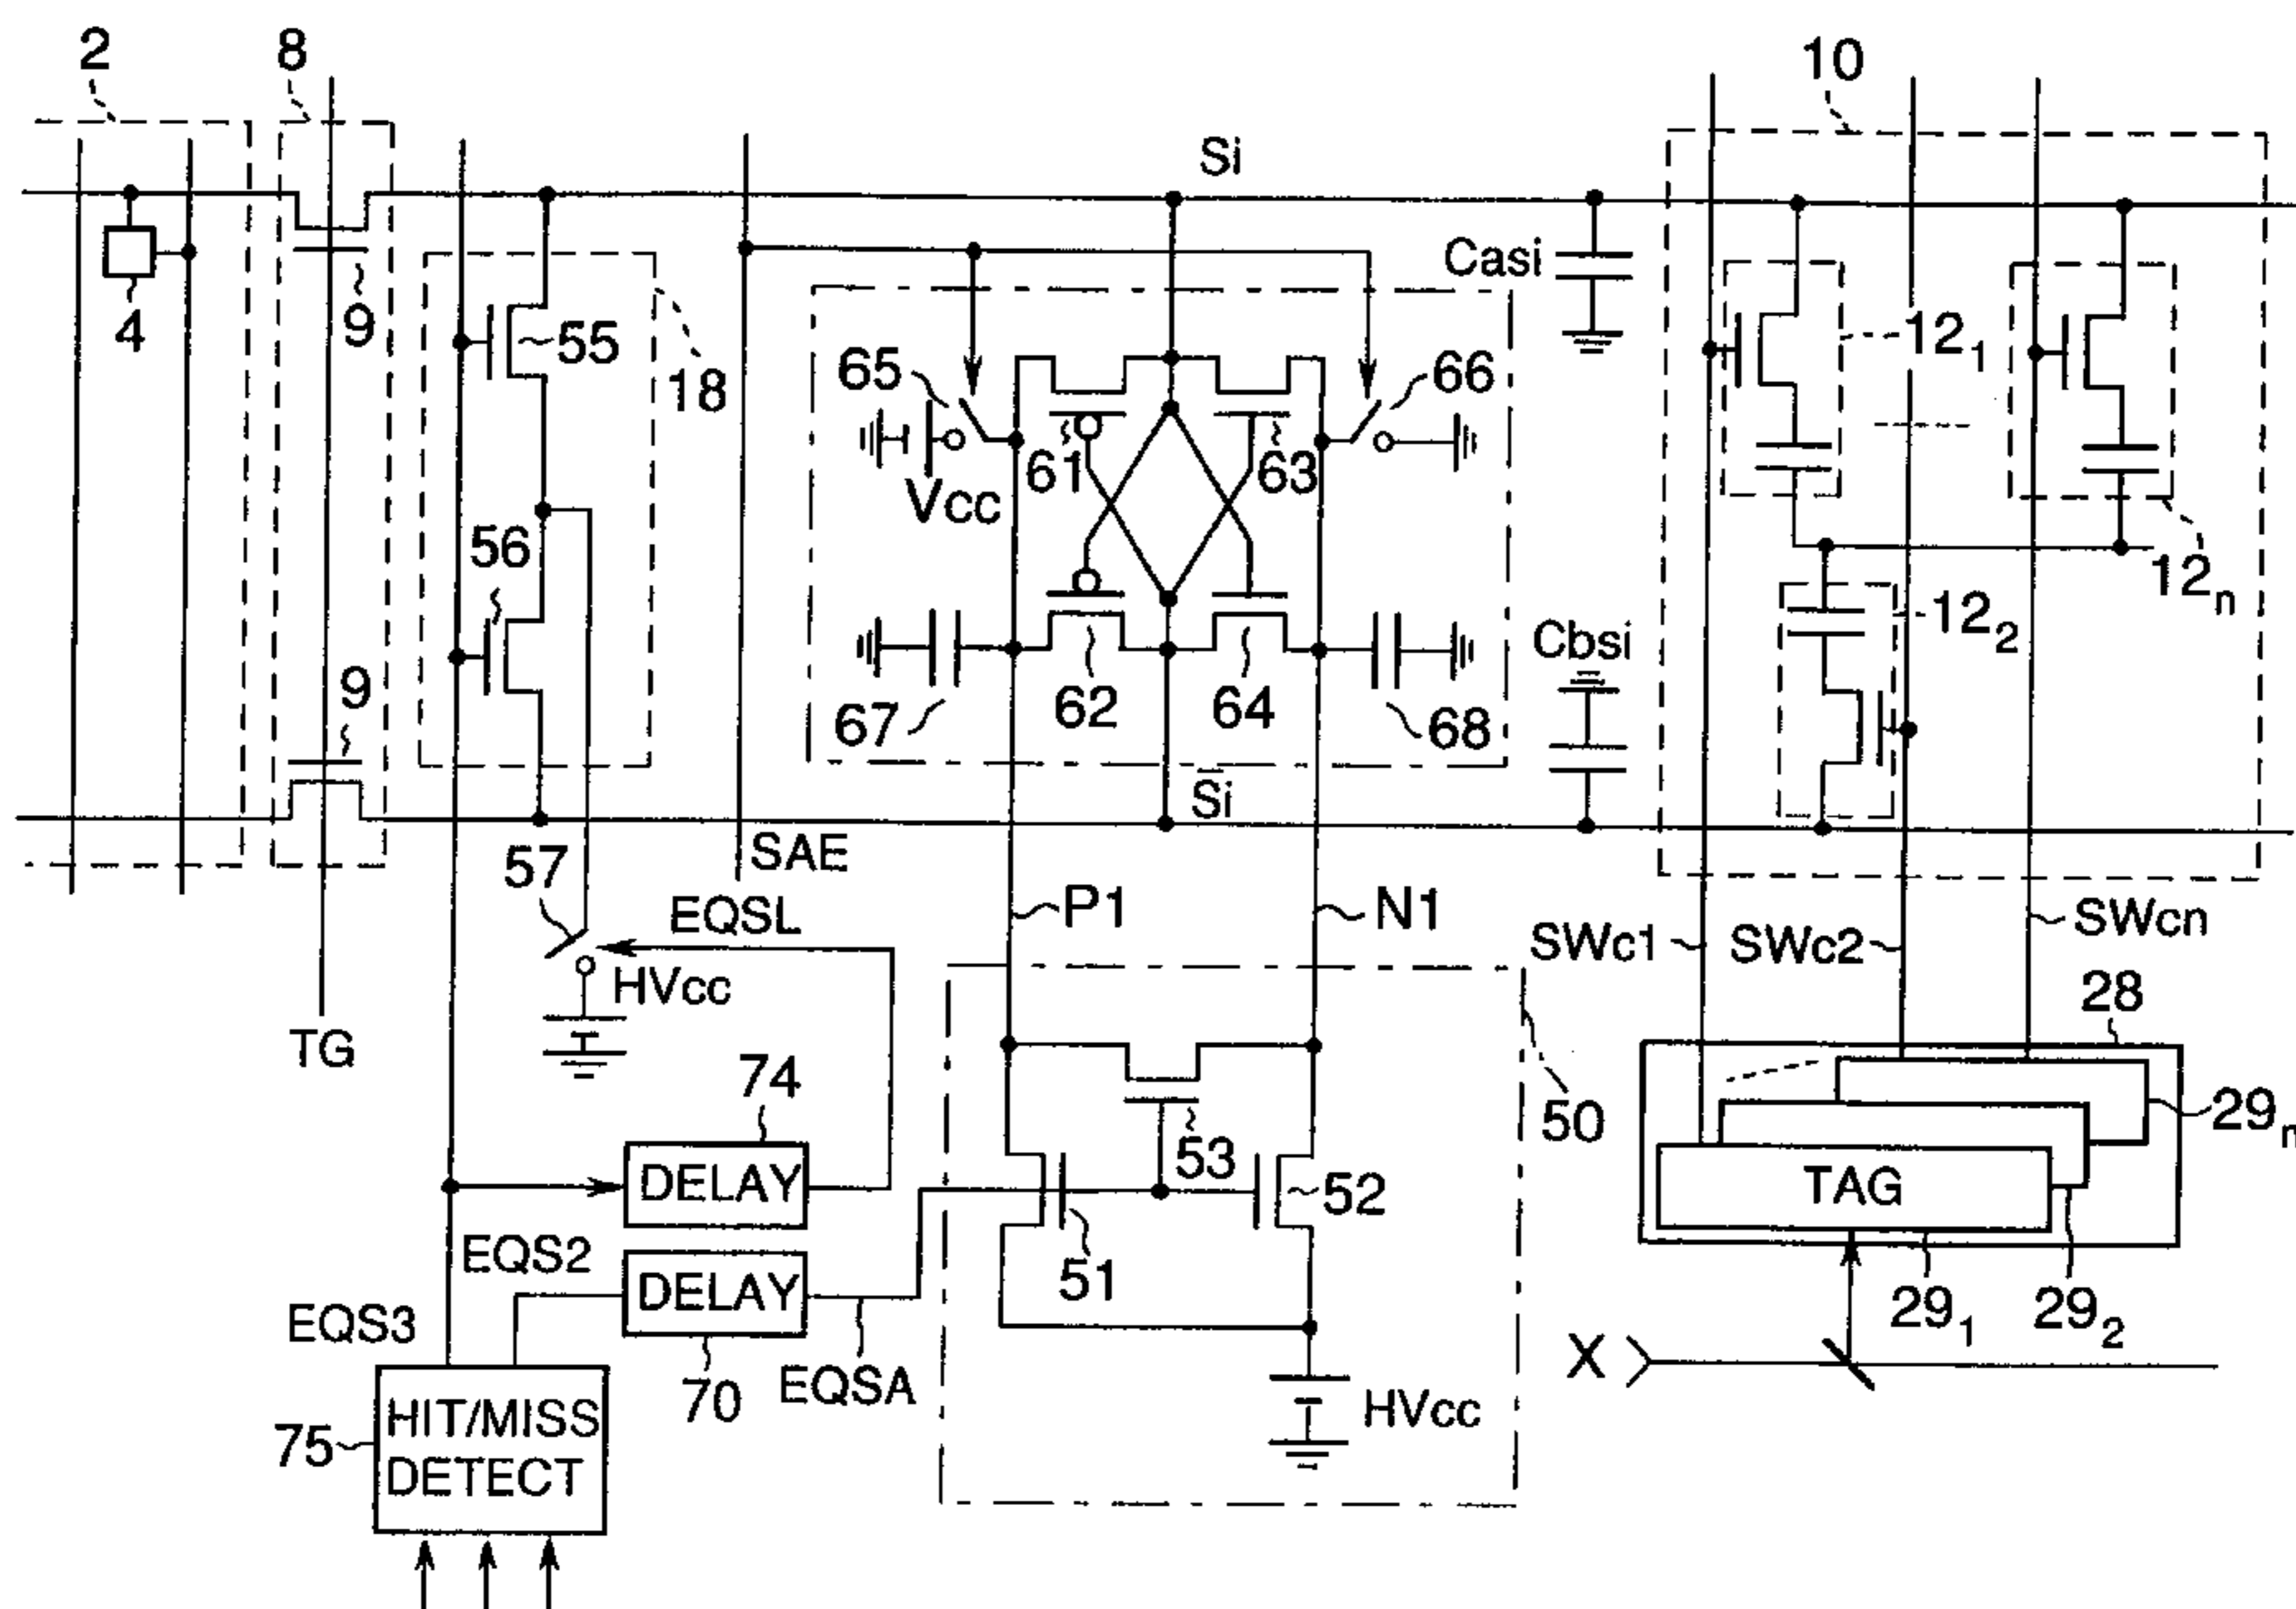 2
8
10
Si
9
4
55
18
65
Casi
66
12₁
61
63
Vcc
56
12n
12₂
Cbsi
9
67
62
64
68
S̅i
SAE
57
EQSL
P1
N1
SWc1
SWc2
SWcn
HVcc
28
TG
74
50
29n
DELAY
53
TAG
52
EQS2
DELAY
51
29₁
29₂
EQS3
X
70
EQSA
HVcc
HIT/MISS
DETECT
75